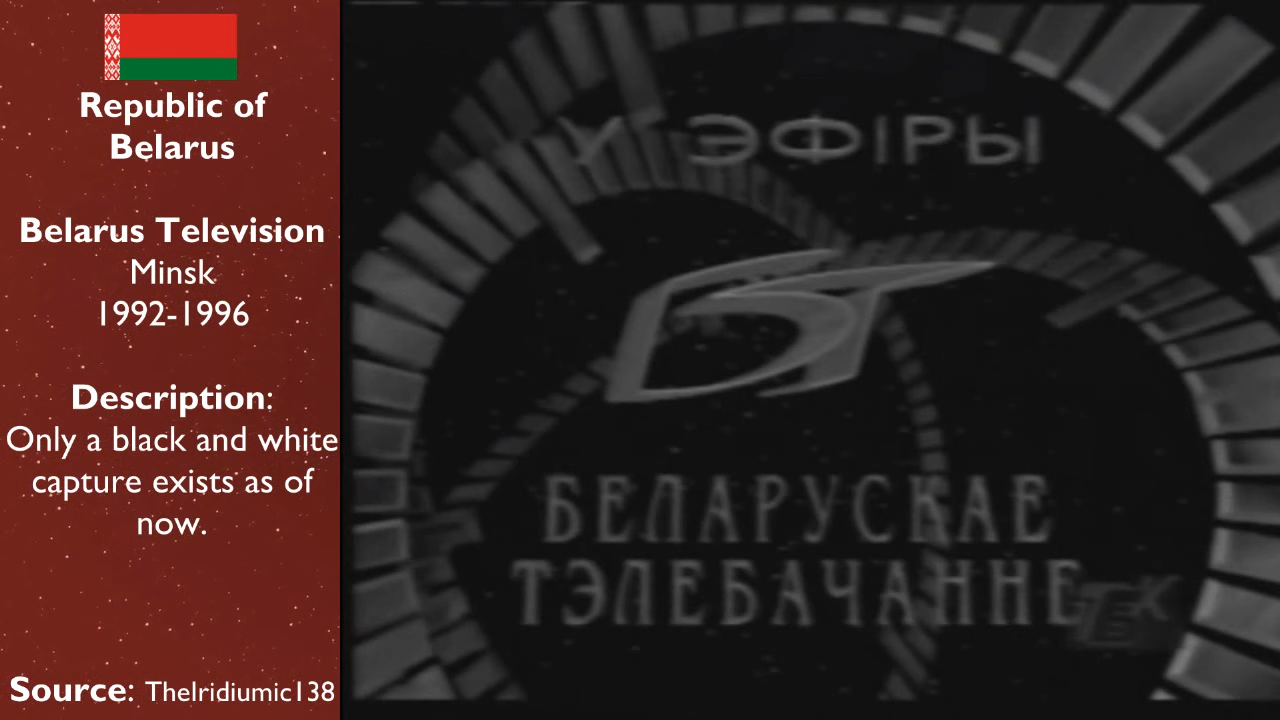 Republic of
Belarus
Belarus Television
Minsk
1992-1996
Description:
Only a black and white
capture exists as of
now.
Source: TheIridiumic138
У ЭФІРЫ
БТ
БЕЛАРУСКАЕ
ТЭЛЕБАЧАННЕ
ТБК